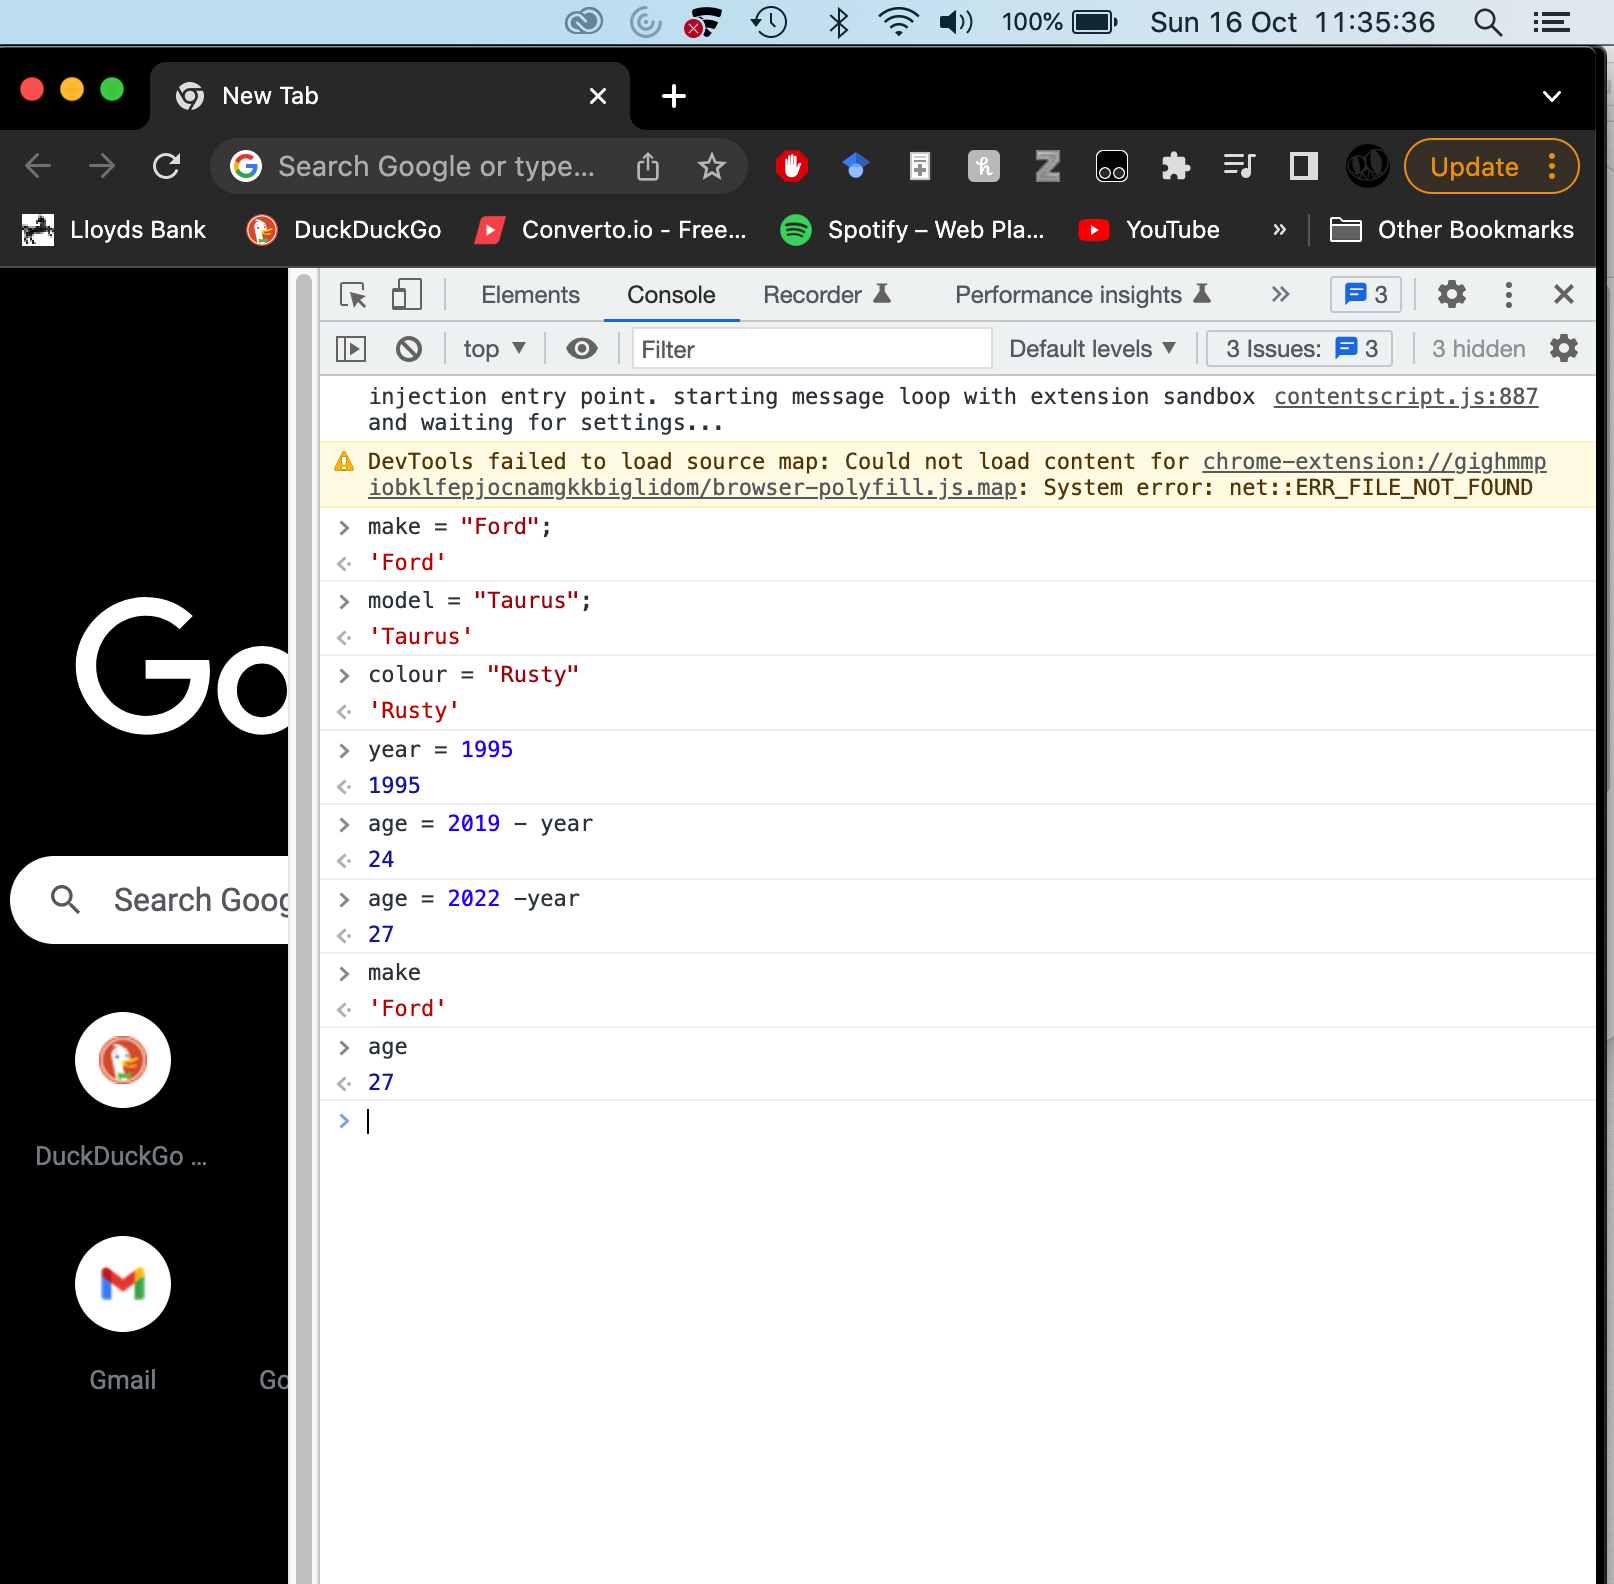 100% Sun 16 Oct 11:35:36
New Tab
Search Google or type...
Update
Lloyds Bank DuckDuckGo Converto.io - Free... Spotify – Web Pla... YouTube » Other Bookmarks
Elements Console Recorder Performance insights 3
top Filter Default levels 3 Issues: 3 3 hidden
injection entry point. starting message loop with extension sandbox contentscript.js:887
and waiting for settings...
DevTools failed to load source map: Could not load content for chrome-extension://gighmmp
iobklfepjocnamgkkbiglidom/browser-polyfill.js.map: System error: net::ERR_FILE_NOT_FOUND
> make = "Ford";
'Ford'
> model = "Taurus";
'Taurus'
> colour = "Rusty"
'Rusty'
> year = 1995
1995
> age = 2019 - year
24
> age = 2022 -year
27
> make
'Ford'
> age
27
>
Go
Search Goog
DuckDuckGo ...
Gmail Go